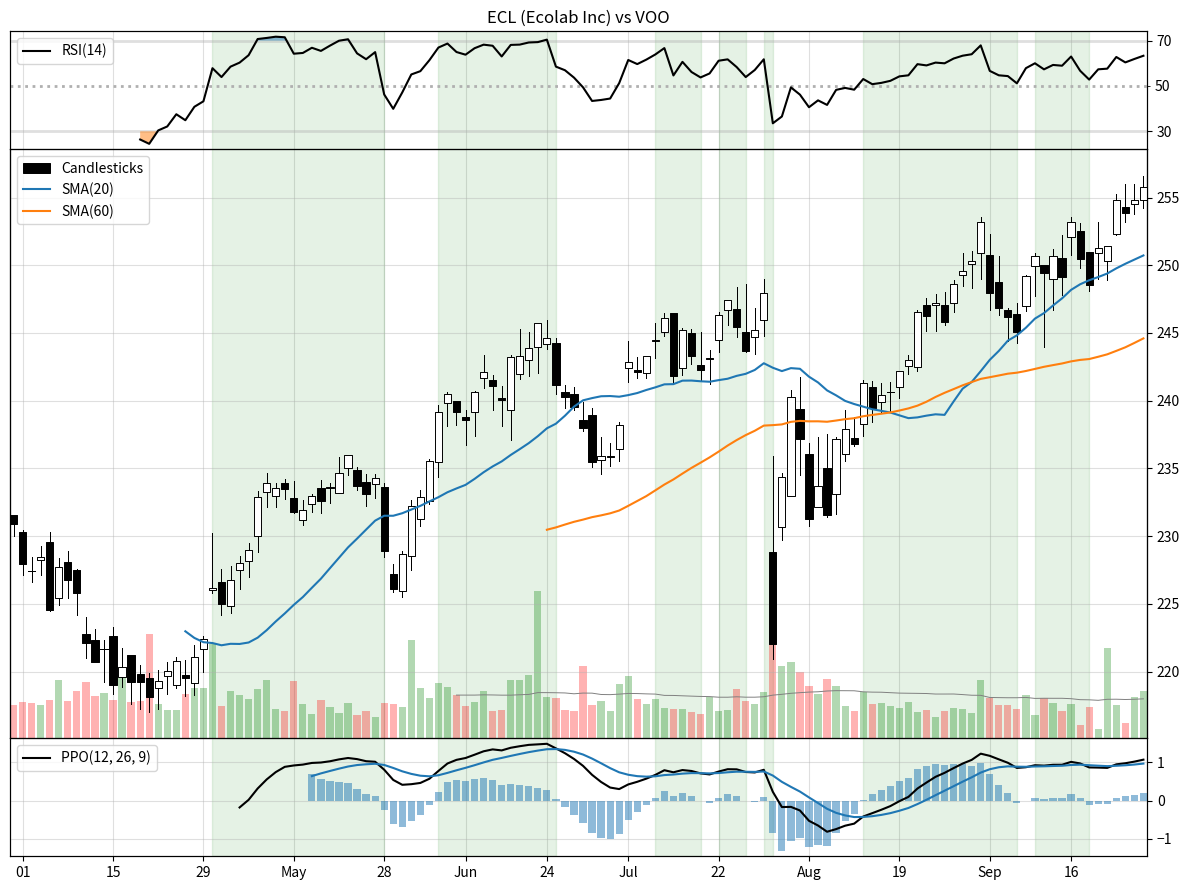 ECL (Ecolab Inc) vs VOO
RSI(14)
70
50
30
Candlesticks
SMA(20)
SMA(60)
255
250
245
240
235
230
225
220
PPO(12, 26, 9)
1
0
−1
01 15 29 May 28 Jun 24 Jul 22 Aug 19 Sep 16